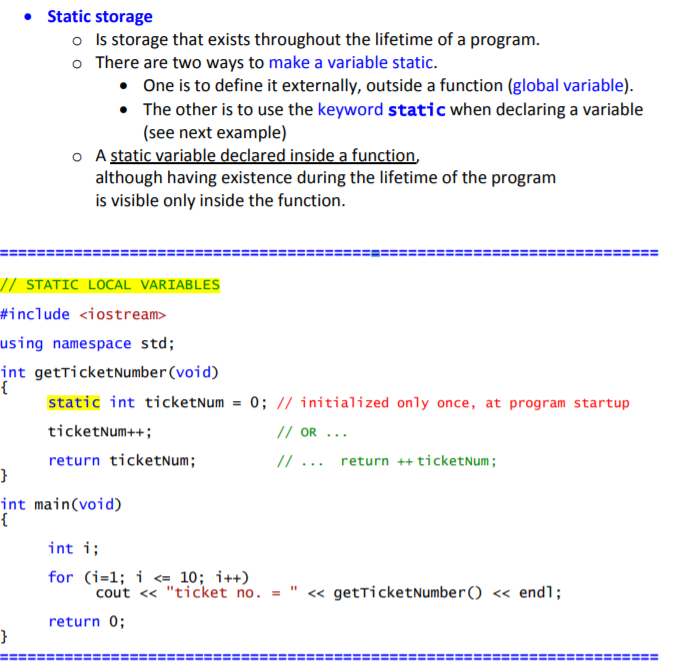 • Static storage
o Is storage that exists throughout the lifetime of a program.
o There are two ways to make a variable static.
• One is to define it externally, outside a function (global variable).
• The other is to use the keyword static when declaring a variable
(see next example)
o A static variable declared inside a function,
although having existence during the lifetime of the program
is visible only inside the function.
=======================================================================
// STATIC LOCAL VARIABLES
#include <iostream>
using namespace std;
int getTicketNumber(void)
{
static int ticketNum = 0; // initialized only once, at program startup
ticketNum++; // OR ...
return ticketNum; // ... return ++ticketNum;
}
int main(void)
{
int i;
for (i=1; i <= 10; i++)
cout << "ticket no. = " << getTicketNumber() << endl;
return 0;
}
=======================================================================